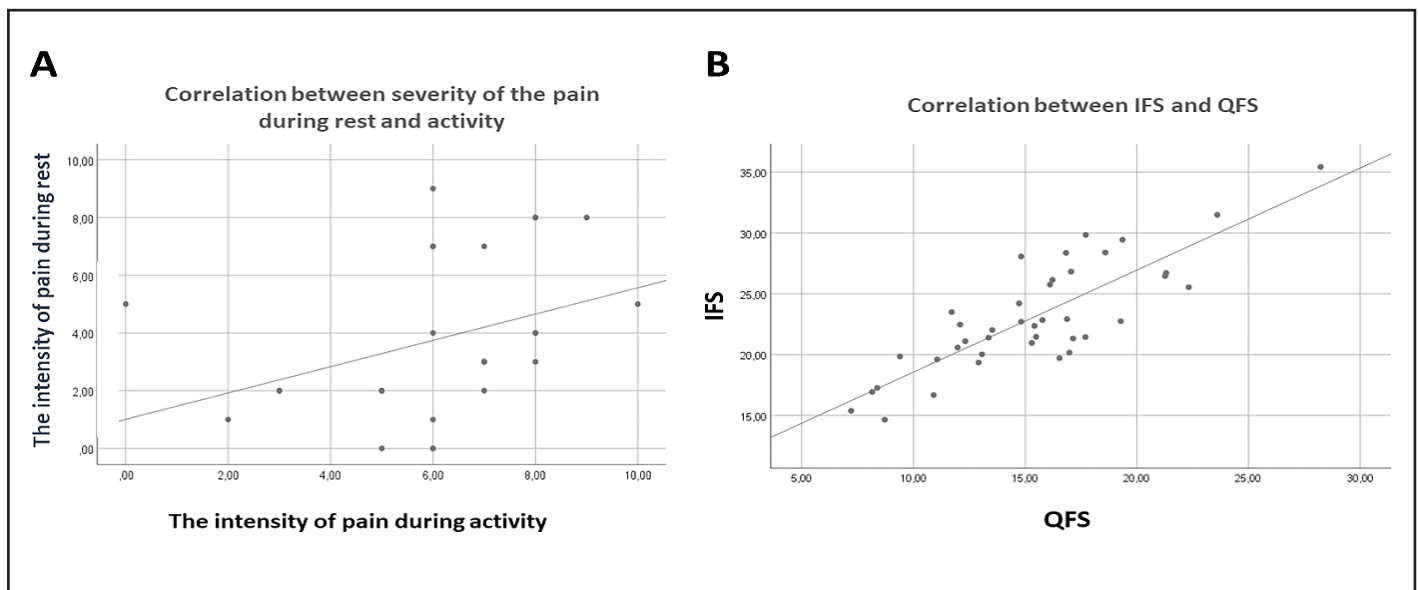 A
Correlation between severity of the pain
during rest and activity
The intensity of pain during rest
10,00
8,00
6,00
4,00
2,00
,00
,00 2,00 4,00 6,00 8,00 10,00
The intensity of pain during activity
B
Correlation between IFS and QFS
IFS
35,00
30,00
25,00
20,00
15,00
5,00 10,00 15,00 20,00 25,00 30,00
QFS